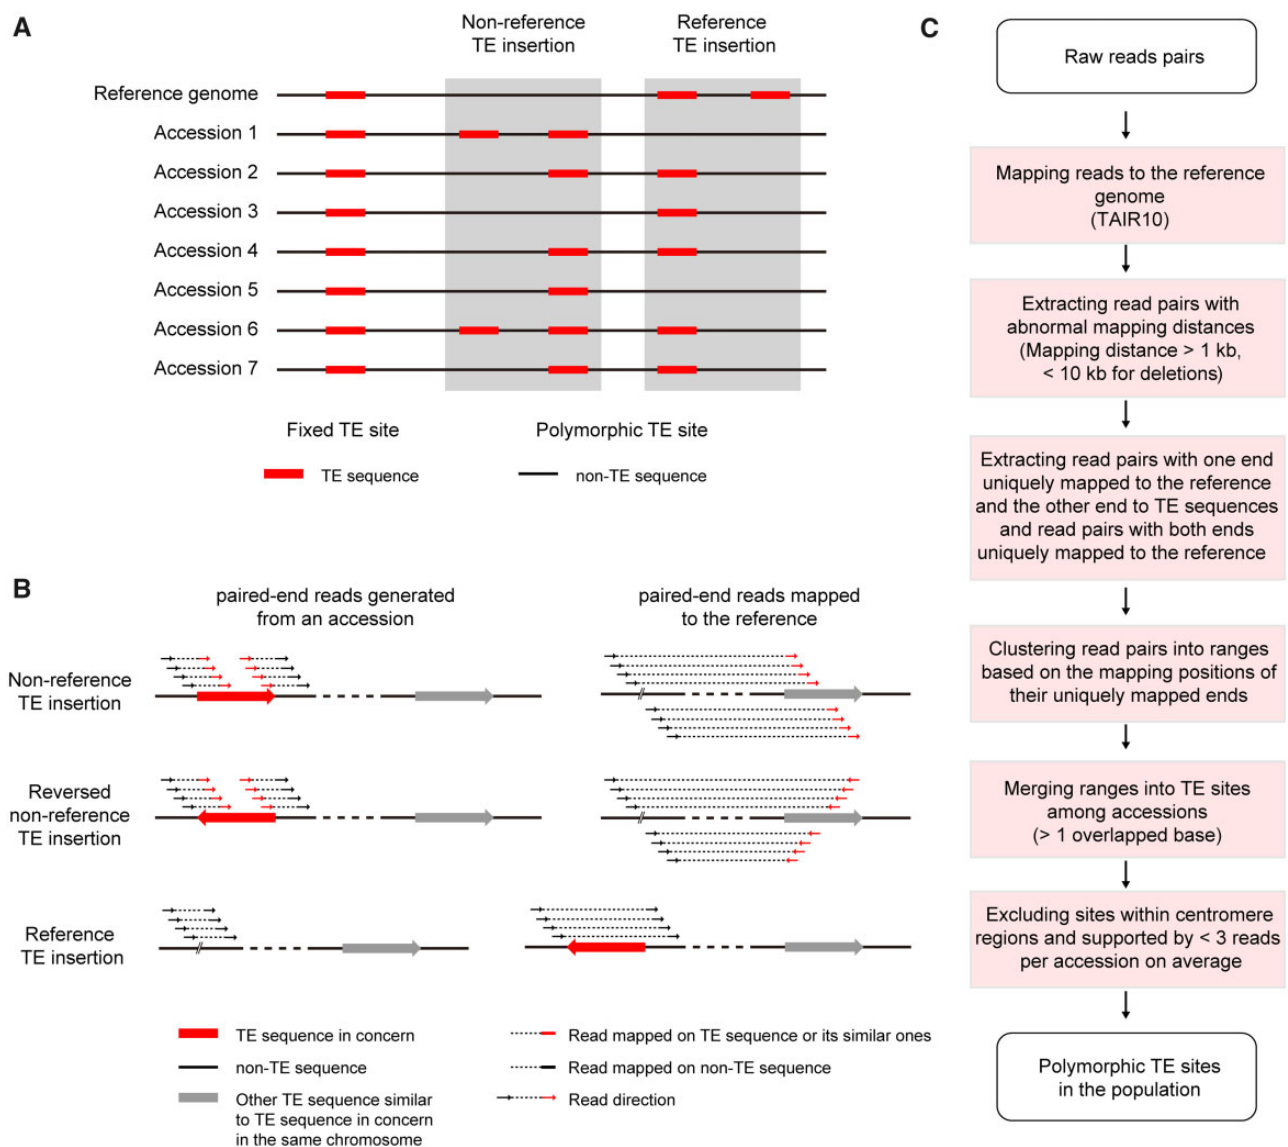 A
Non-reference
TE insertion
Reference
TE insertion
Reference genome
Accession 1
Accession 2
Accession 3
Accession 4
Accession 5
Accession 6
Accession 7
Fixed TE site
Polymorphic TE site
TE sequence
non-TE sequence
B
paired-end reads generated
from an accession
paired-end reads mapped
to the reference
Non-reference
TE insertion
Reversed
non-reference
TE insertion
Reference
TE insertion
TE sequence in concern
non-TE sequence
Other TE sequence similar
to TE sequence in concern
in the same chromosome
Read mapped on TE sequence or its similar ones
Read mapped on non-TE sequence
Read direction
C
Raw reads pairs
Mapping reads to the reference
genome
(TAIR10)
Extracting read pairs with
abnormal mapping distances
(Mapping distance > 1 kb,
< 10 kb for deletions)
Extracting read pairs with one end
uniquely mapped to the reference
and the other end to TE sequences
and read pairs with both ends
uniquely mapped to the reference
Clustering read pairs into ranges
based on the mapping positions of
their uniquely mapped ends
Merging ranges into TE sites
among accessions
(> 1 overlapped base)
Excluding sites within centromere
regions and supported by < 3 reads
per accession on average
Polymorphic TE sites
in the population